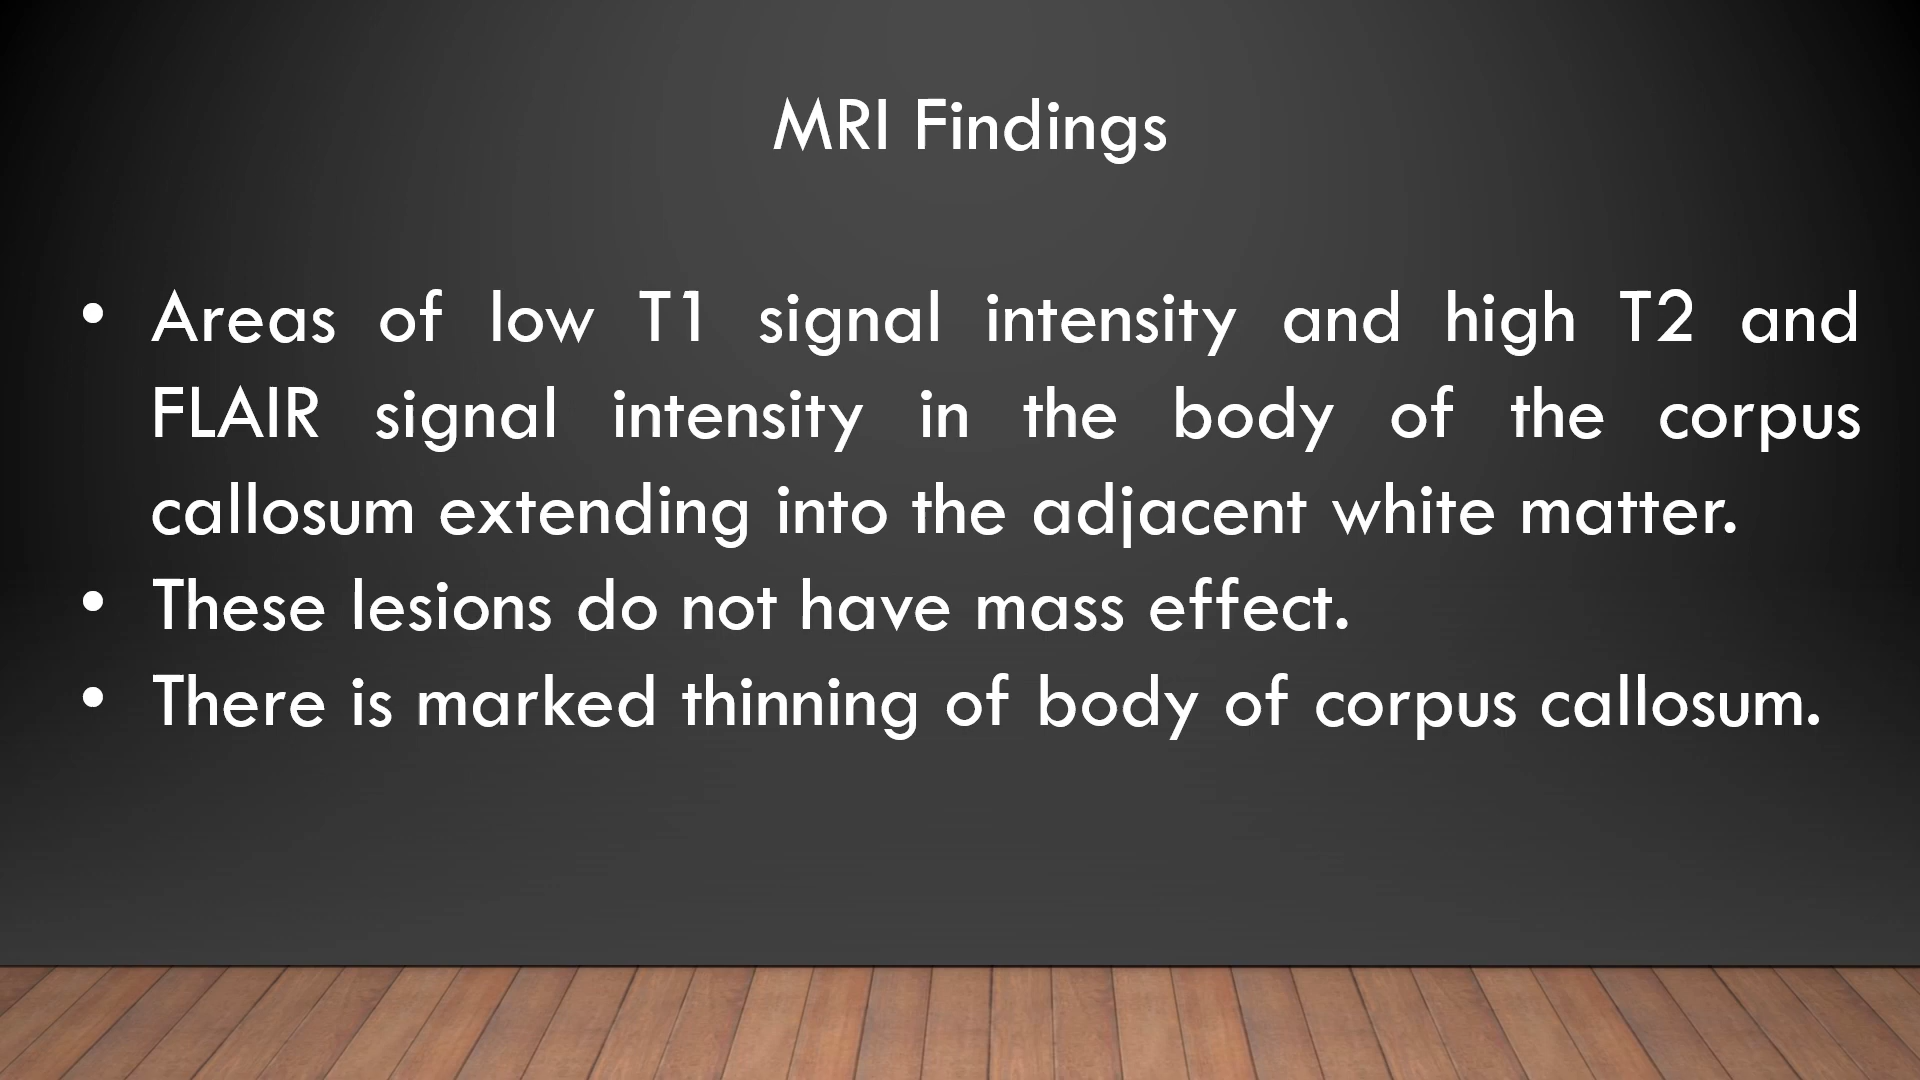 MRI Findings
• Areas of low T1 signal intensity and high T2 and
FLAIR signal intensity in the body of the corpus
callosum extending into the adjacent white matter.
• These lesions do not have mass effect.
• There is marked thinning of body of corpus callosum.